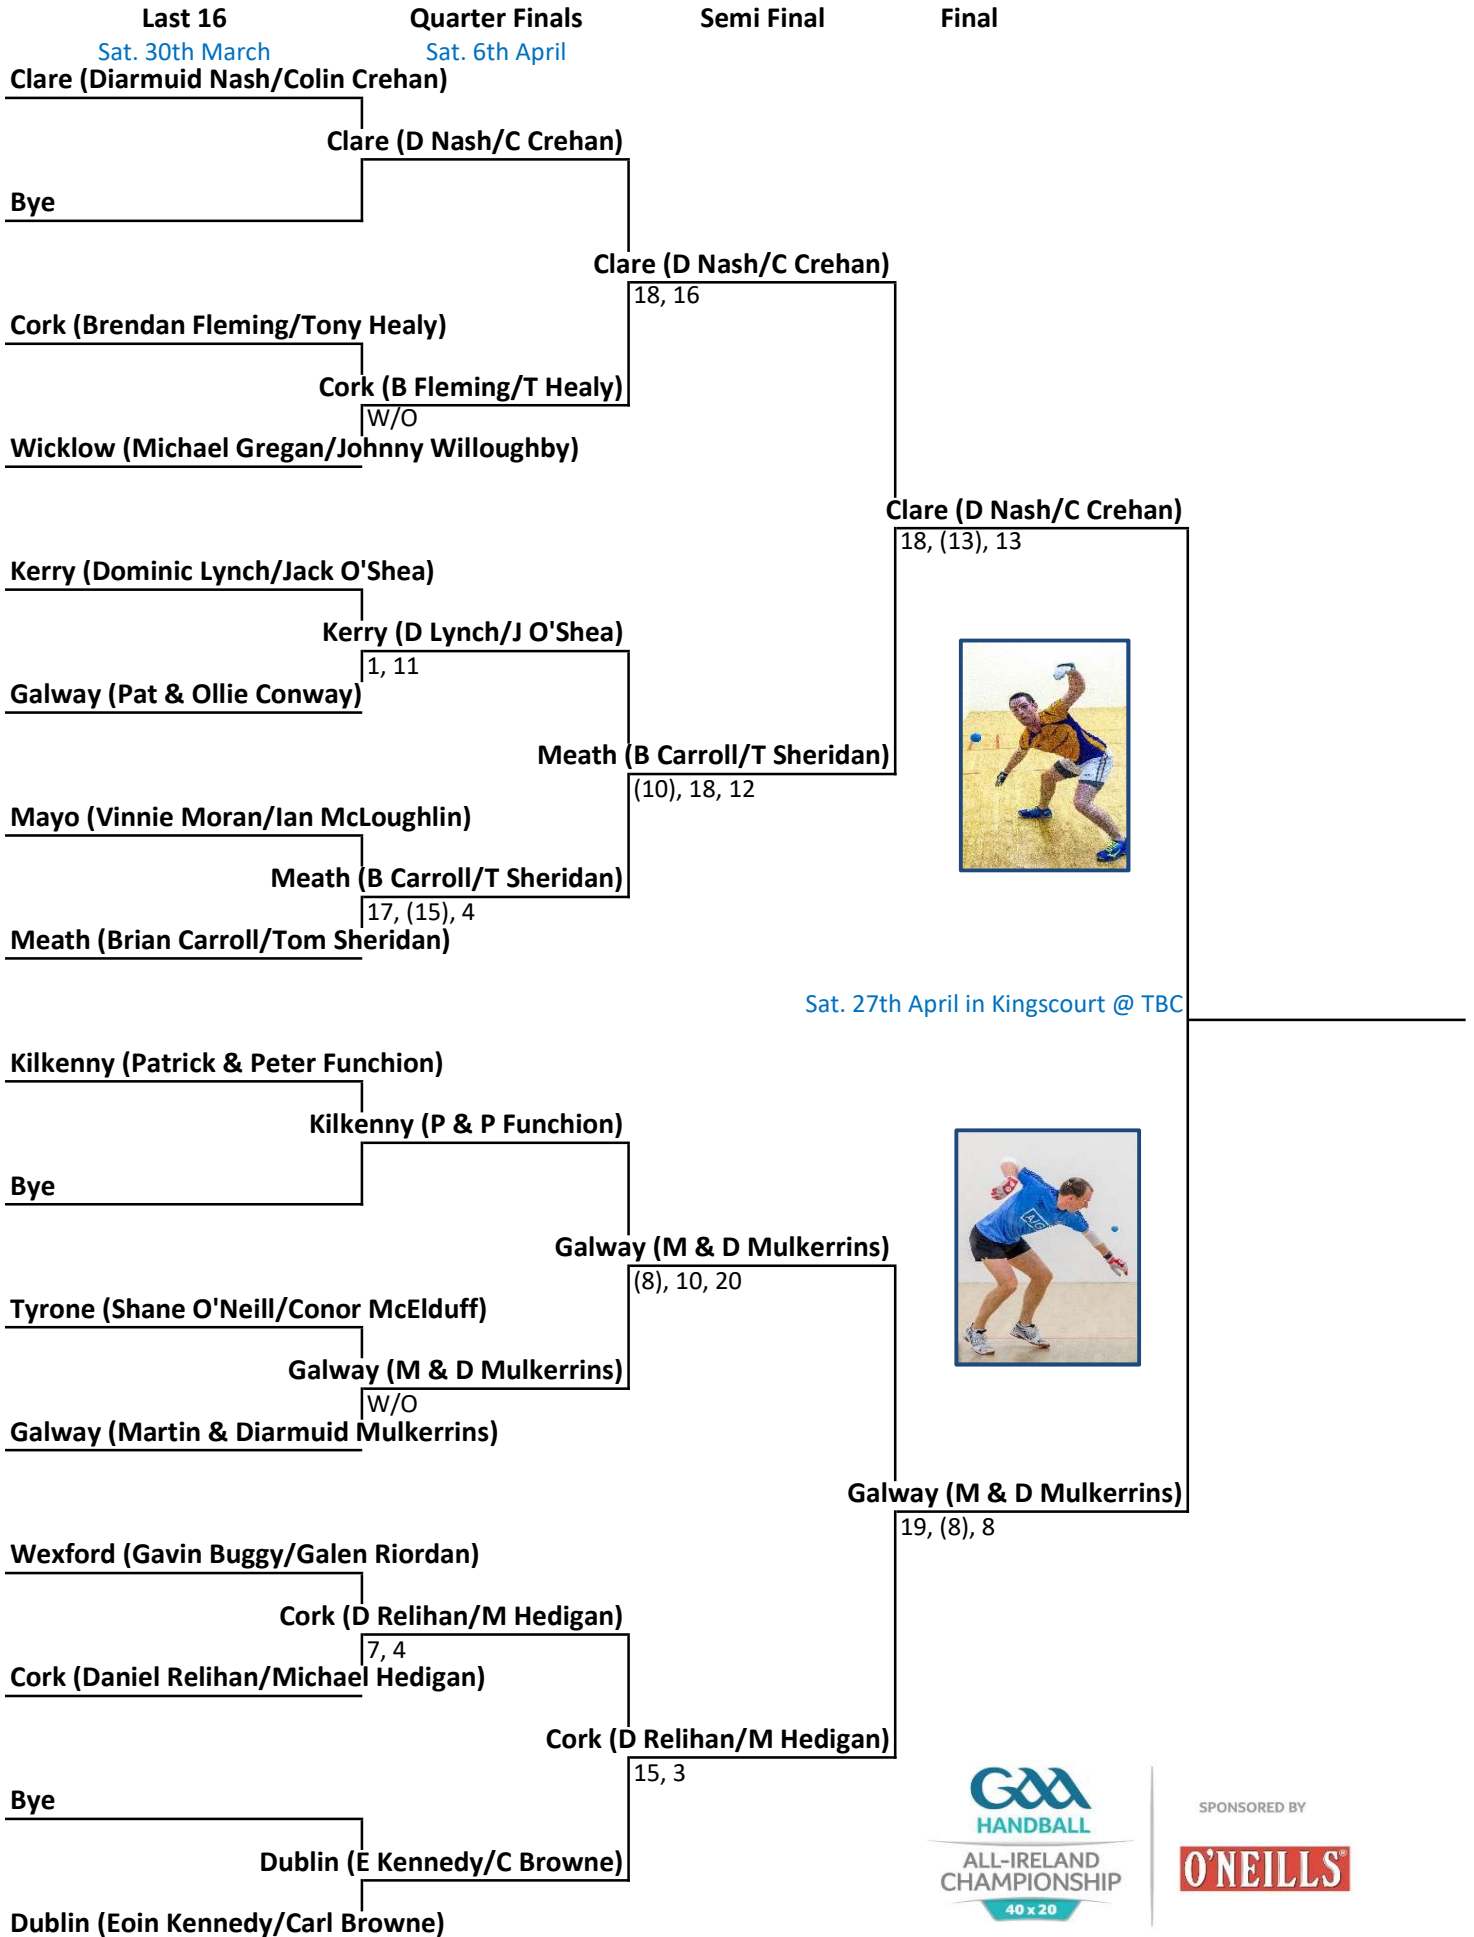 Last 16 Quarter Finals Semi Final Final
Sat. 30th March Sat. 6th April
Clare (Diarmuid Nash/Colin Crehan)
Clare (D Nash/C Crehan)
Bye
Clare (D Nash/C Crehan)
18, 16
Cork (Brendan Fleming/Tony Healy)
Cork (B Fleming/T Healy)
W/O
Wicklow (Michael Gregan/Johnny Willoughby)
Clare (D Nash/C Crehan)
18, (13), 13
Kerry (Dominic Lynch/Jack O'Shea)
Kerry (D Lynch/J O'Shea)
1, 11
Galway (Pat & Ollie Conway)
Meath (B Carroll/T Sheridan)
(10), 18, 12
Mayo (Vinnie Moran/Ian McLoughlin)
Meath (B Carroll/T Sheridan)
17, (15), 4
Meath (Brian Carroll/Tom Sheridan)
Sat. 27th April in Kingscourt @ TBC
Kilkenny (Patrick & Peter Funchion)
Kilkenny (P & P Funchion)
Bye
AIG
Galway (M & D Mulkerrins)
(8), 10, 20
Tyrone (Shane O'Neill/Conor McElduff)
Galway (M & D Mulkerrins)
W/O
Galway (Martin & Diarmuid Mulkerrins)
Galway (M & D Mulkerrins)
19, (8), 8
Wexford (Gavin Buggy/Galen Riordan)
Cork (D Relihan/M Hedigan)
7, 4
Cork (Daniel Relihan/Michael Hedigan)
Cork (D Relihan/M Hedigan)
15, 3
Bye
Dublin (E Kennedy/C Browne)
Dublin (Eoin Kennedy/Carl Browne)
GAA
HANDBALL
ALL-IRELAND
CHAMPIONSHIP
40 x 20
SPONSORED BY
O'NEILLS